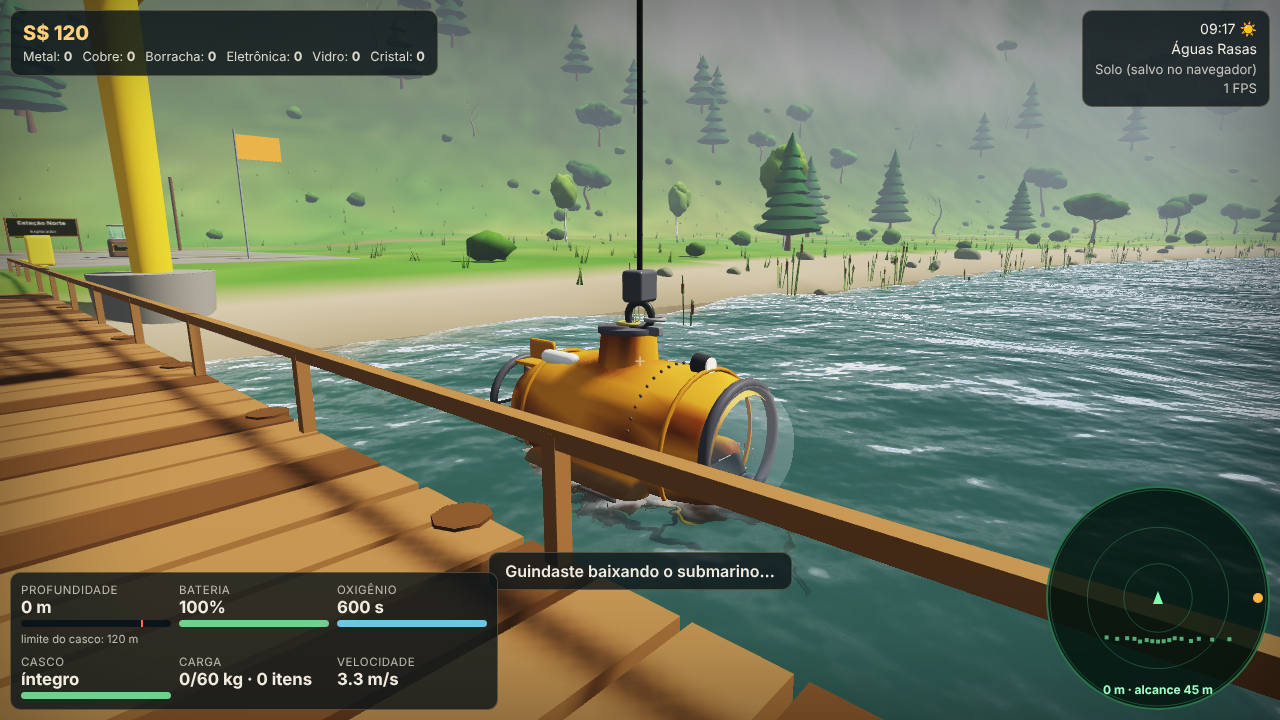 S$ 120
Metal: 0 Cobre: 0 Borracha: 0 Eletrônica: 0 Vidro: 0 Cristal: 0
09:17
Águas Rasas
Solo (salvo no navegador)
1 FPS
Estação Norte
Guindaste baixando o submarino...
PROFUNDIDADE BATERIA OXIGÊNIO
0 m 100% 600 s
limite do casco: 120 m
CASCO CARGA VELOCIDADE
íntegro 0/60 kg · 0 itens 3.3 m/s
0 m · alcance 45 m